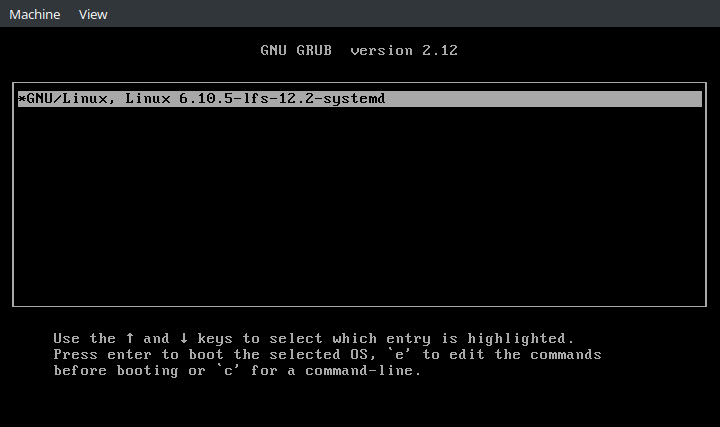 Machine View
GNU GRUB version 2.12
*GNU/Linux, Linux 6.10.5-lfs-12.2-systemd
Use the ↑ and ↓ keys to select which entry is highlighted.
Press enter to boot the selected OS, `e' to edit the commands
before booting or `c' for a command-line.